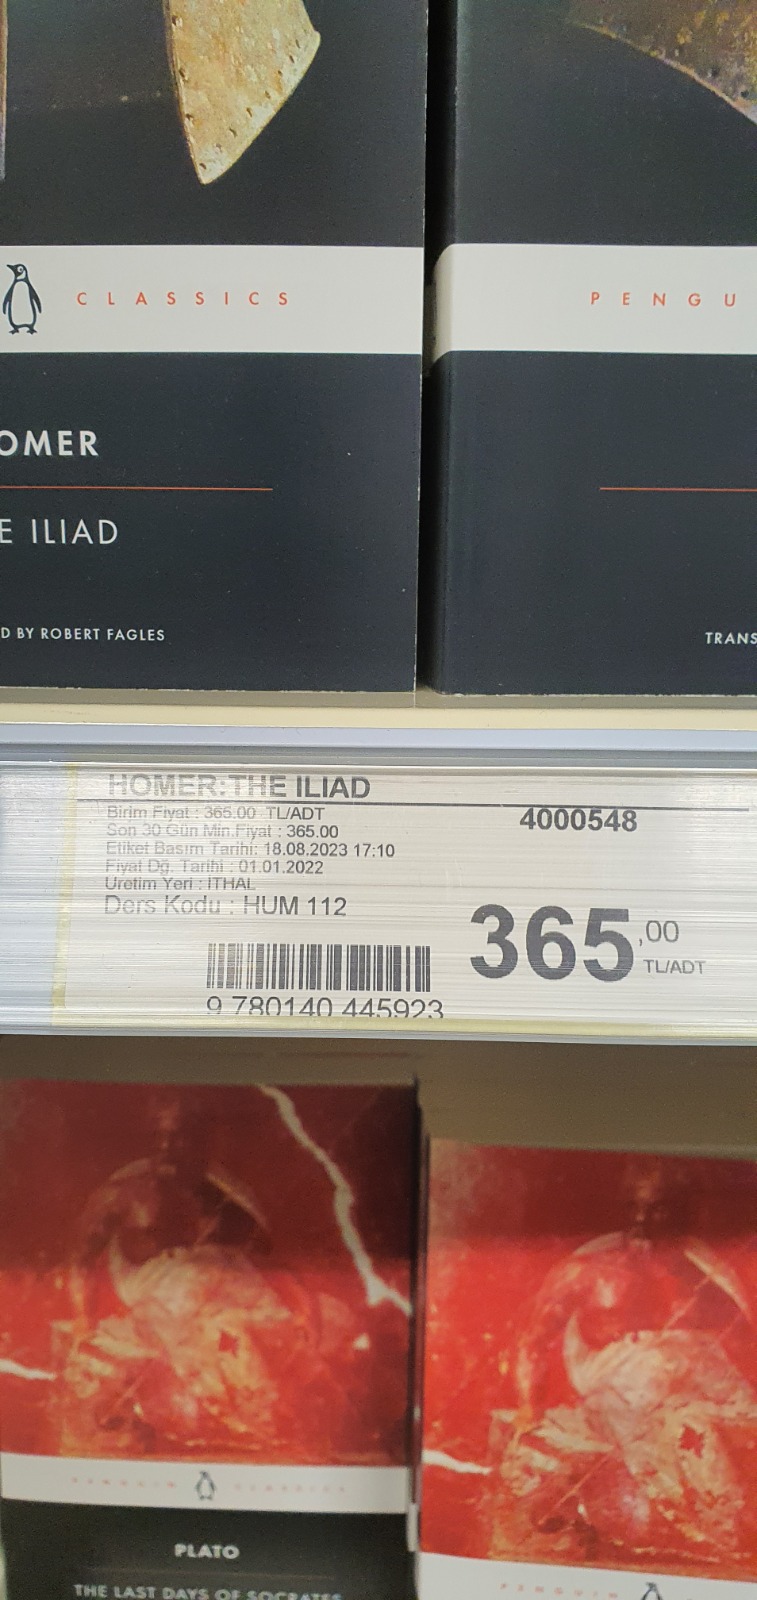 CLASSICS
PENGU
OMER
E ILIAD
D BY ROBERT FAGLES
TRANS
HOMER:THE ILIAD
Birim Fiyat : 365.00 TL/ADT
4000548
Son 30 Gün Min.Fiyat : 365.00
Etiket Basım Tarihi: 18.08.2023 17:10
Fiyat Dğ. Tarihi : 01.01.2022
Üretim Yeri : İTHAL
Ders Kodu : HUM 112
365,00
TL/ADT
9 780140 445923
PENGUIN CLASSICS
PLATO
THE LAST DAYS OF SOCRATES
PENGUIN